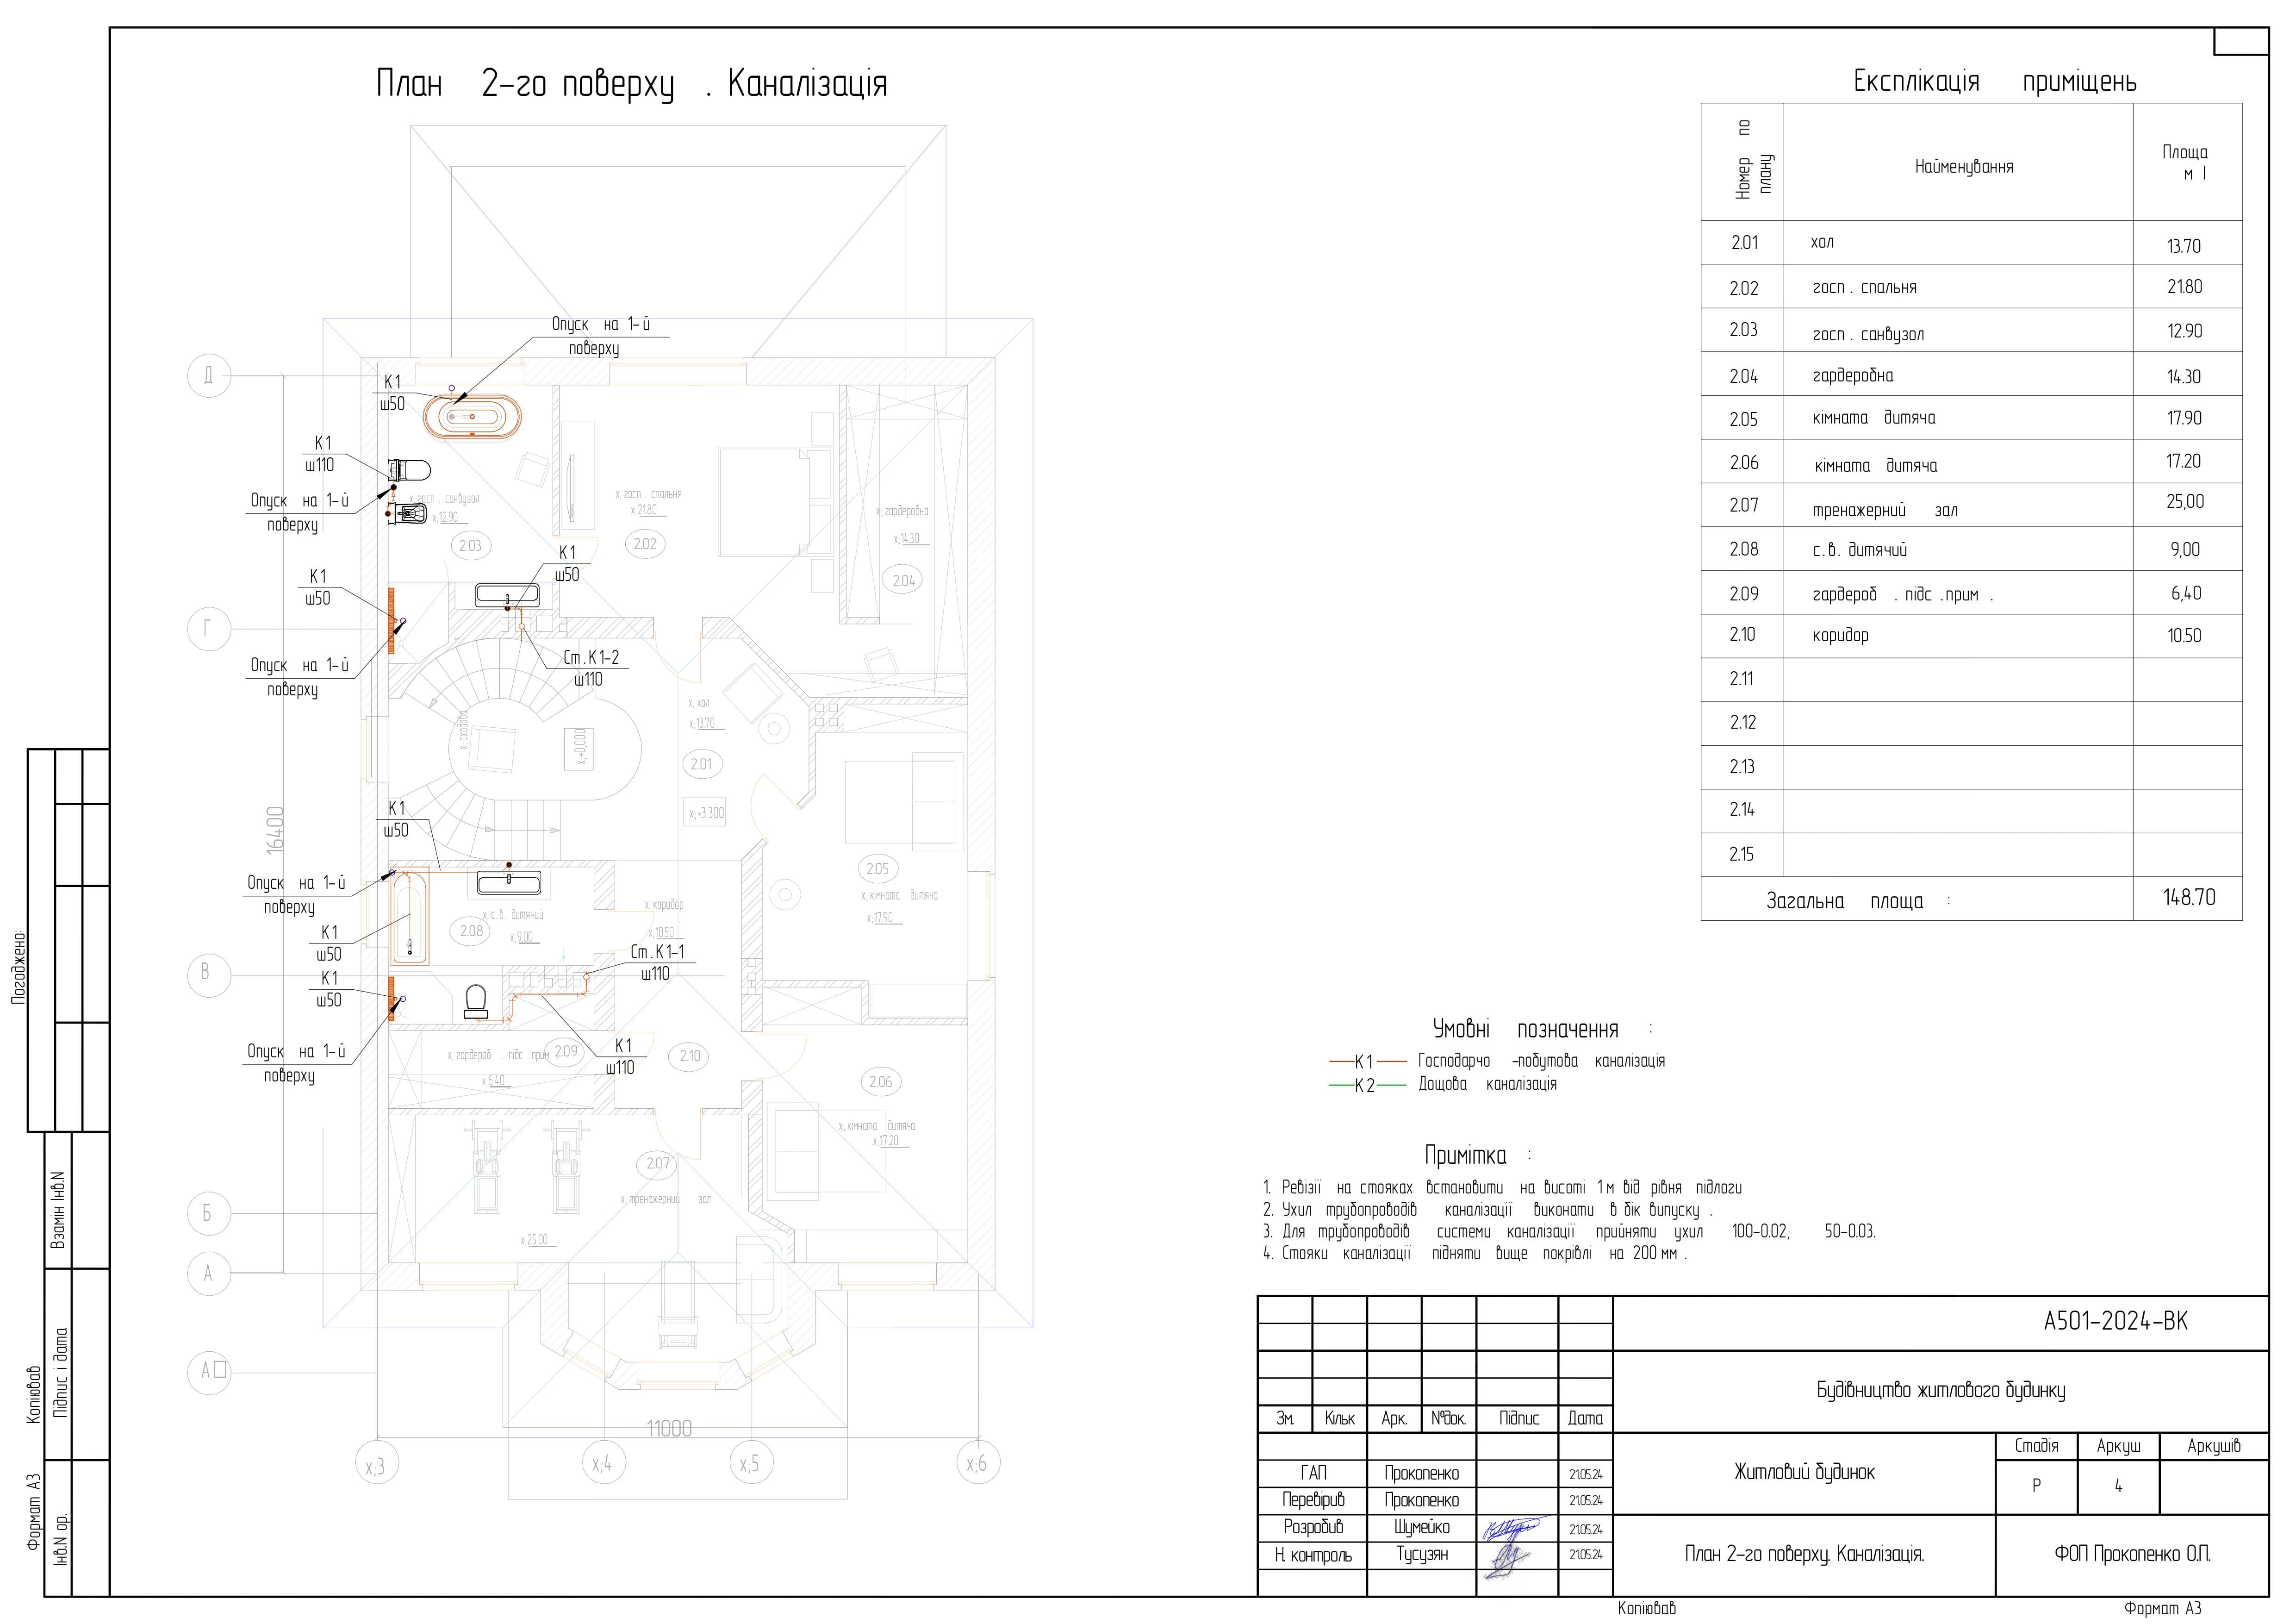 План 2-го поверху . Каналізація
Експлікація приміщень
Номер по плану
Найменування
Площа
м І
2.01 хол 13.70
2.02 госп . спальня 21.80
2.03 госп . санвузол 12.90
2.04 гардеробна 14.30
2.05 кімната дитяча 17.90
2.06 кімната дитяча 17.20
2.07 тренажерний зал 25,00
2.08 с.в. дитячий 9,00
2.09 гардероб . підс .прим . 6,40
2.10 коридор 10.50
2.11
2.12
2.13
2.14
2.15
Загальна площа : 148.70
Опуск на 1-й
поверху
Д
К1
ш50
К1
ш110
Опуск на 1-й
поверху
х, госп . санвузол
х,12.90
2.03
х, госп . спальня
х,21.80
2.02
х, гардеробна
х,14.30
2.04
К1
ш50
К1
ш50
Г
Опуск на 1-й
поверху
Ст.К1-2
ш110
х, хол
х,13.70
х,сходова
х,+0,000
2.01
х,+3,300
16400
К1
ш50
2.05
х, кімната дитяча
х,17.90
Опуск на 1-й
поверху
х, с.в. дитячий
2.08
х,9.00
х, коридор
х,10.50
К1
ш50
Ст.К1-1
ш110
В
К1
ш50
Опуск на 1-й
поверху
х, гардероб . підс .прим
2.09
х,6.40
К1
ш110
2.10
2.06
х, кімната дитяча
х,17.20
2.07
х, тренажерний зал
х,25.00
Б
А
А
11000
х,3
х,4
х,5
х,6
Умовні позначення :
К1 Господарчо -побутова каналізація
К2 Дощова каналізація
Примітка :
1. Ревізії на стояках встановити на висоті 1м від рівня підлоги
2. Ухил трубопроводів каналізації виконати в бік випуску .
3. Для трубопроводів системи каналізації прийняти ухил 100-0.02; 50-0.03.
4. Стояки каналізації підняти вище покрівлі на 200 мм .
А501-2024-ВК
Будівництво житлового будинку
Зм. Кільк Арк. №док. Підпис Дата
Житловий будинок
Стадія Аркуш Аркушів
Р 4
ГАП Прокопенко 21.05.24
Перевірив Прокопенко 21.05.24
Розробив Шумейко 21.05.24
Н. контроль Тусузян 21.05.24
План 2-го поверху. Каналізація.
ФОП Прокопенко О.П.
Копіював
Формат А3
Погоджено:
Взамін Інв.N
Підпис і дата
Інв.N ор.
Копіював
Формат А3